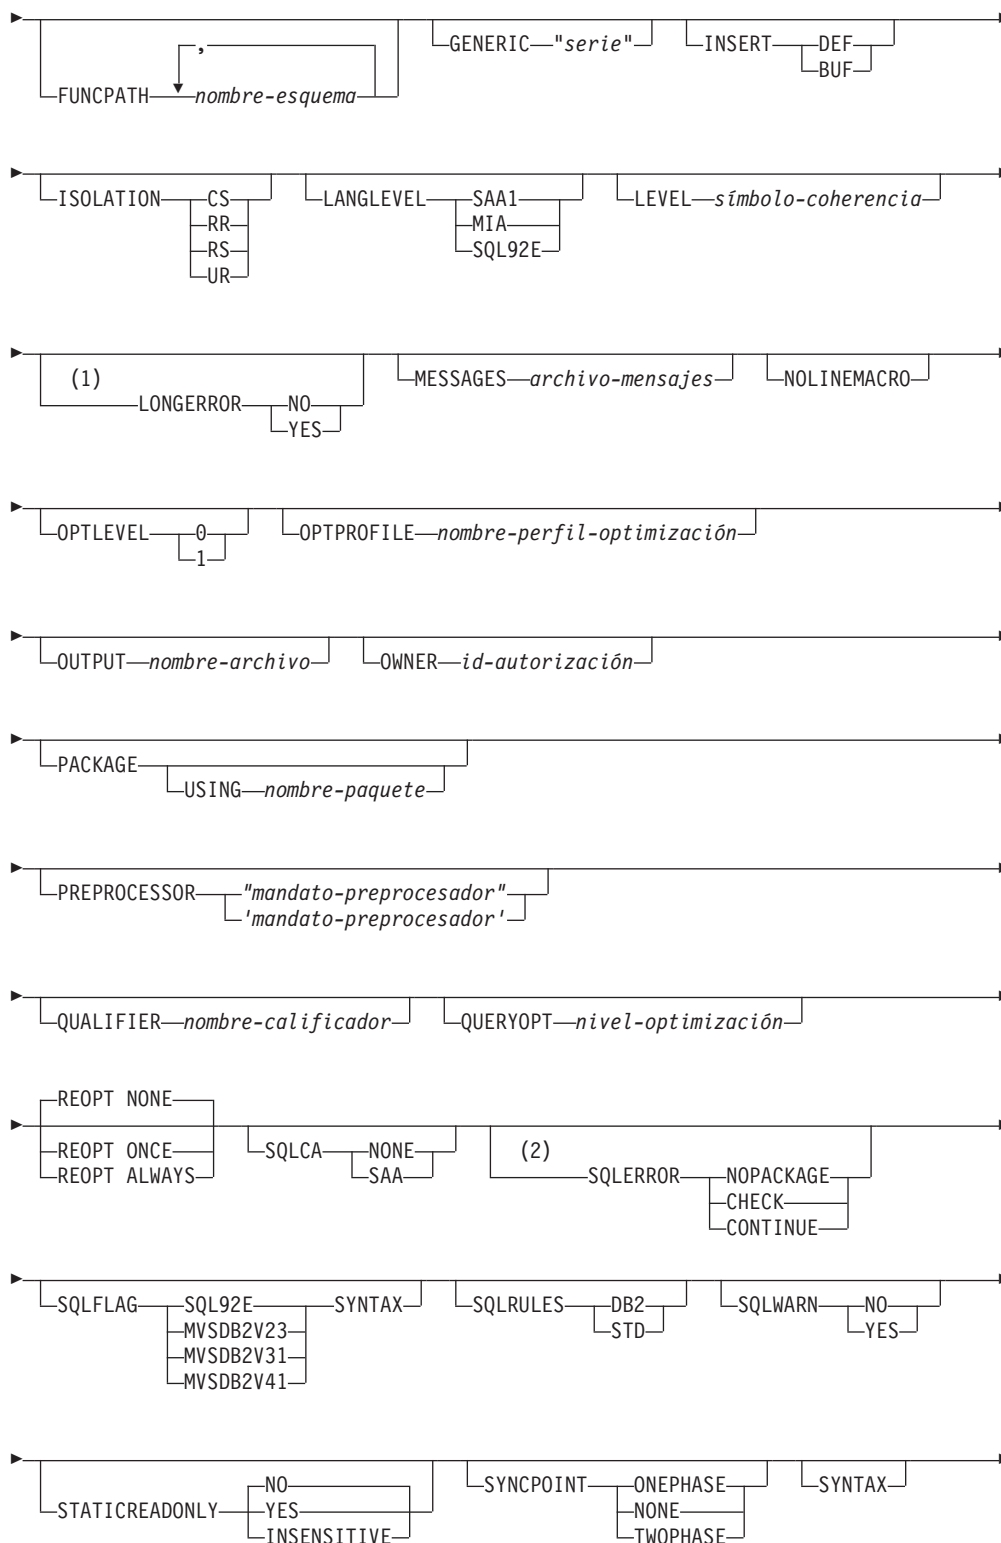 ,
GENERIC "serie" INSERT DEF
BUF
FUNCPATH nombre-esquema
ISOLATION CS LANGLEVEL SAA1 LEVEL símbolo-coherencia
RR MIA
RS SQL92E
UR
(1) MESSAGES archivo-mensajes NOLINEMACRO
LONGERROR NO
YES
OPTLEVEL 0 OPTPROFILE nombre-perfil-optimización
1
OUTPUT nombre-archivo OWNER id-autorización
PACKAGE
USING nombre-paquete
PREPROCESSOR "mandato-preprocesador"
'mandato-preprocesador'
QUALIFIER nombre-calificador QUERYOPT nivel-optimización
REOPT NONE
REOPT ONCE SQLCA NONE (2)
REOPT ALWAYS SAA SQLERROR NOPACKAGE
CHECK
CONTINUE
SQLFLAG SQL92E SYNTAX SQLRULES DB2 SQLWARN NO
MVSDB2V23 STD YES
MVSDB2V31
MVSDB2V41
NO SYNCPOINT ONEPHASE SYNTAX
STATICREADONLY YES NONE
INSENSITIVE TWOPHASE